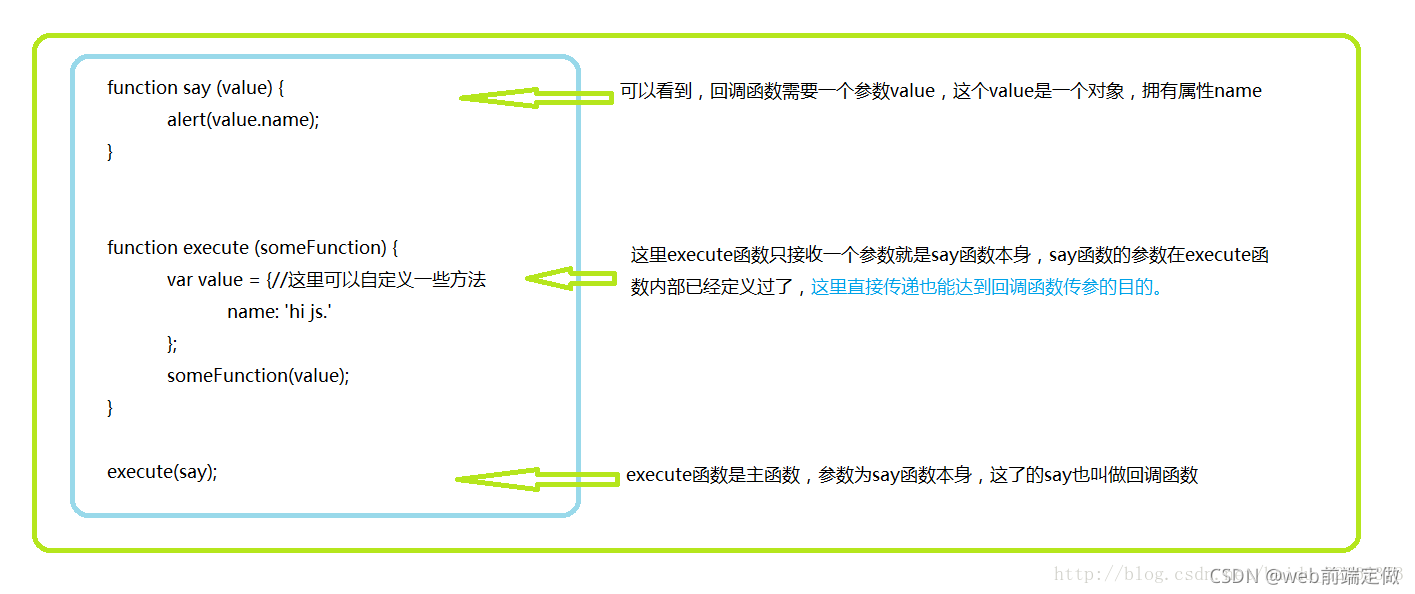 function say (value) {
可以看到，回调函数需要一个参数value，这个value是一个对象，拥有属性name
alert(value.name);
}
function execute (someFunction) {
这里execute函数只接收一个参数就是say函数本身，say函数的参数在execute函
var value = {//这里可以自定义一些方法
数内部已经定义过了，这里直接传递也能达到回调函数传参的目的。
name: 'hi js.'
};
someFunction(value);
}
execute(say);
execute函数是主函数，参数为say函数本身，这了的say也叫做回调函数
http://blog.csdn
CSDN @web前端定做